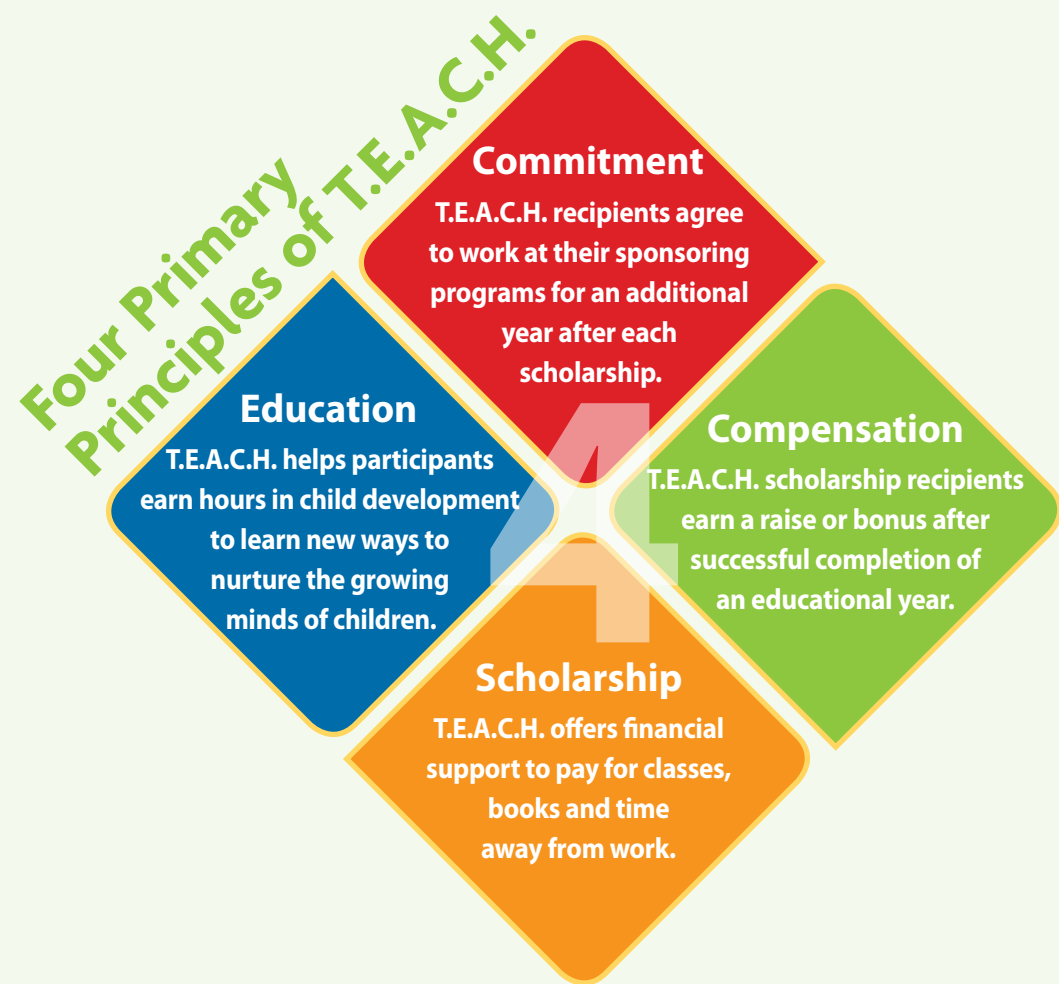 Four Primary
Principles of T.E.A.C.H.
Commitment
T.E.A.C.H. recipients agree
to work at their sponsoring
programs for an additional
year after each
scholarship.
Education
T.E.A.C.H. helps participants
earn hours in child development
to learn new ways to
nurture the growing
minds of children.
4
Compensation
T.E.A.C.H. scholarship recipients
earn a raise or bonus after
successful completion of
an educational year.
Scholarship
T.E.A.C.H. offers financial
support to pay for classes,
books and time
away from work.